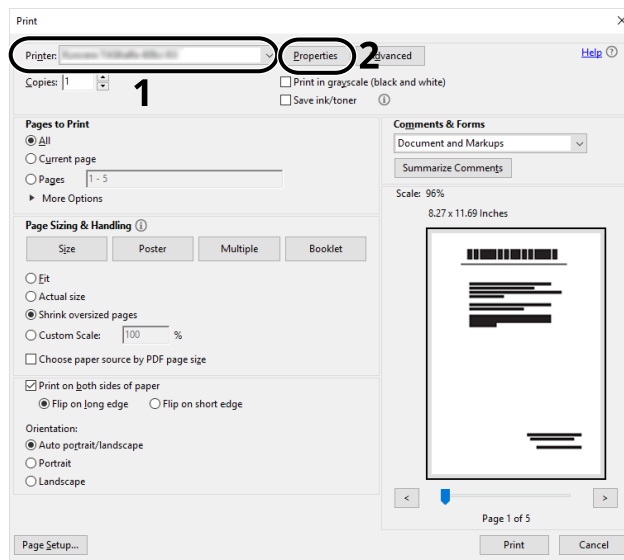 Print
Printer:
Properties
2
dvanced
Help
Copies: 1
1
Print in grayscale (black and white)
Save ink/toner
Pages to Print
All
Current page
Pages 1 - 5
More Options
Page Sizing & Handling
Size Poster Multiple Booklet
Fit
Actual size
Shrink oversized pages
Custom Scale: 100 %
Choose paper source by PDF page size
Print on both sides of paper
Flip on long edge Flip on short edge
Orientation:
Auto portrait/landscape
Portrait
Landscape
Comments & Forms
Document and Markups
Summarize Comments
Scale: 96%
8.27 x 11.69 Inches
< >
Page 1 of 5
Page Setup... Print Cancel